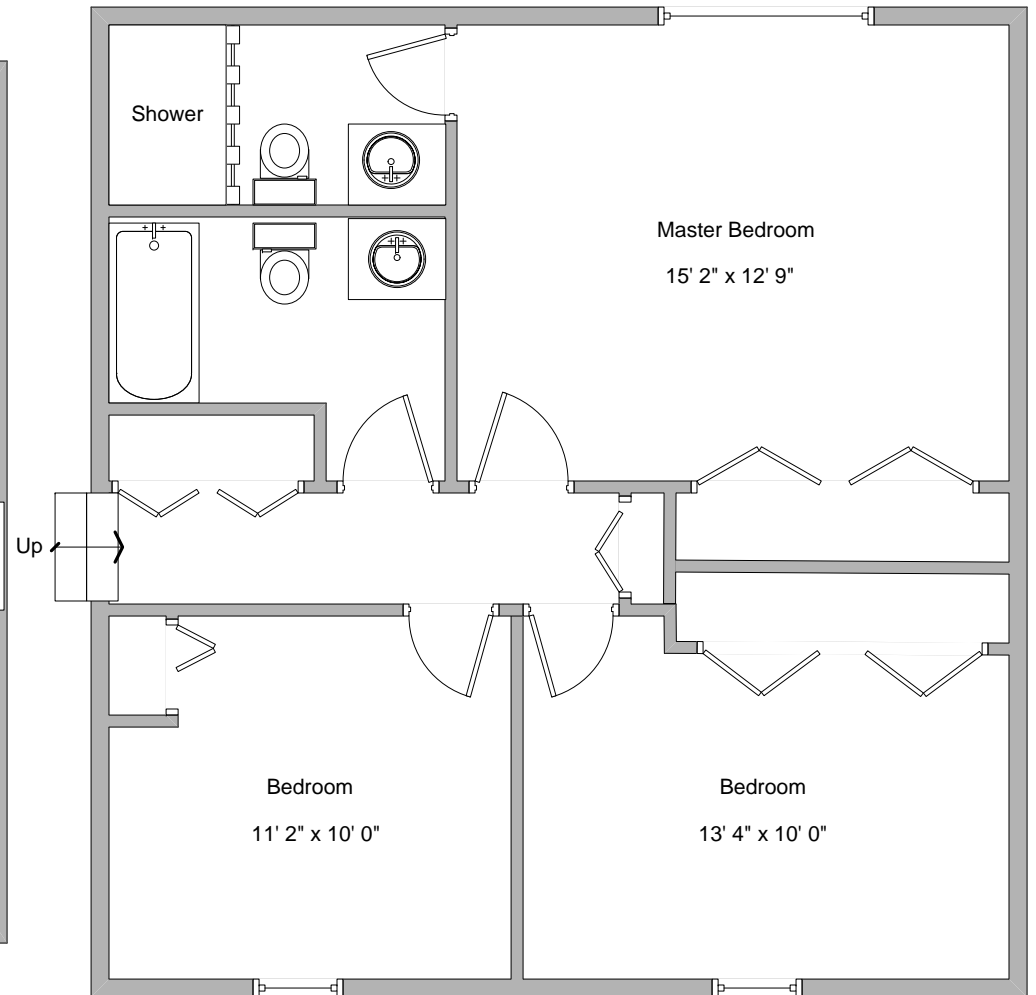 Shower
Master Bedroom
15' 2" x 12' 9"
Up
Bedroom
11' 2" x 10' 0"
Bedroom
13' 4" x 10' 0"